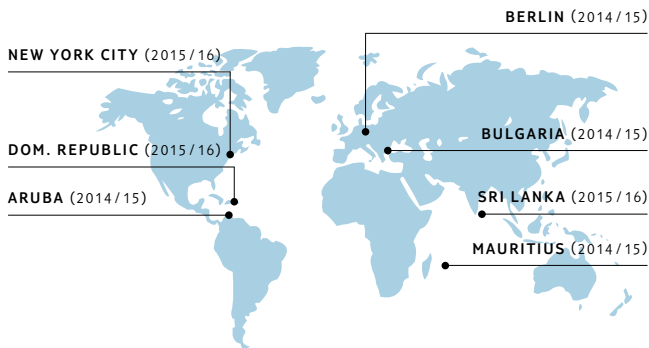 BERLIN (2014/15)
NEW YORK CITY (2015/16)
BULGARIA (2014/15)
DOM. REPUBLIC (2015/16)
ARUBA (2014/15)
SRI LANKA (2015/16)
MAURITIUS (2014/15)